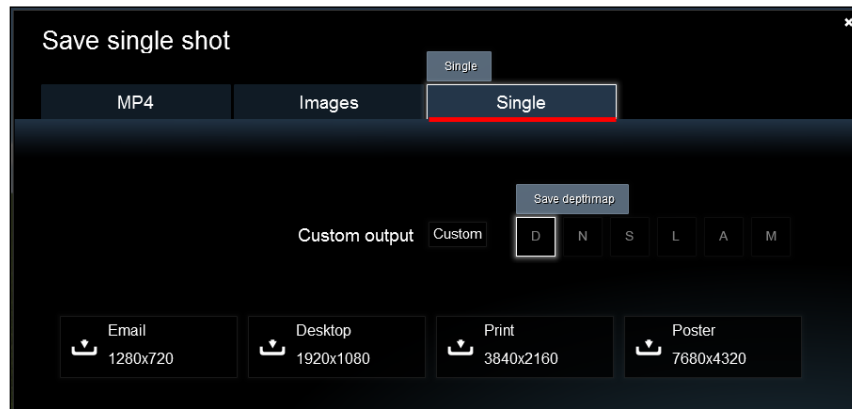 Save single shot
Single
MP4 Images Single
Save depthmap
Custom output Custom D N S L A M
Email Desktop Print Poster
1280x720 1920x1080 3840x2160 7680x4320